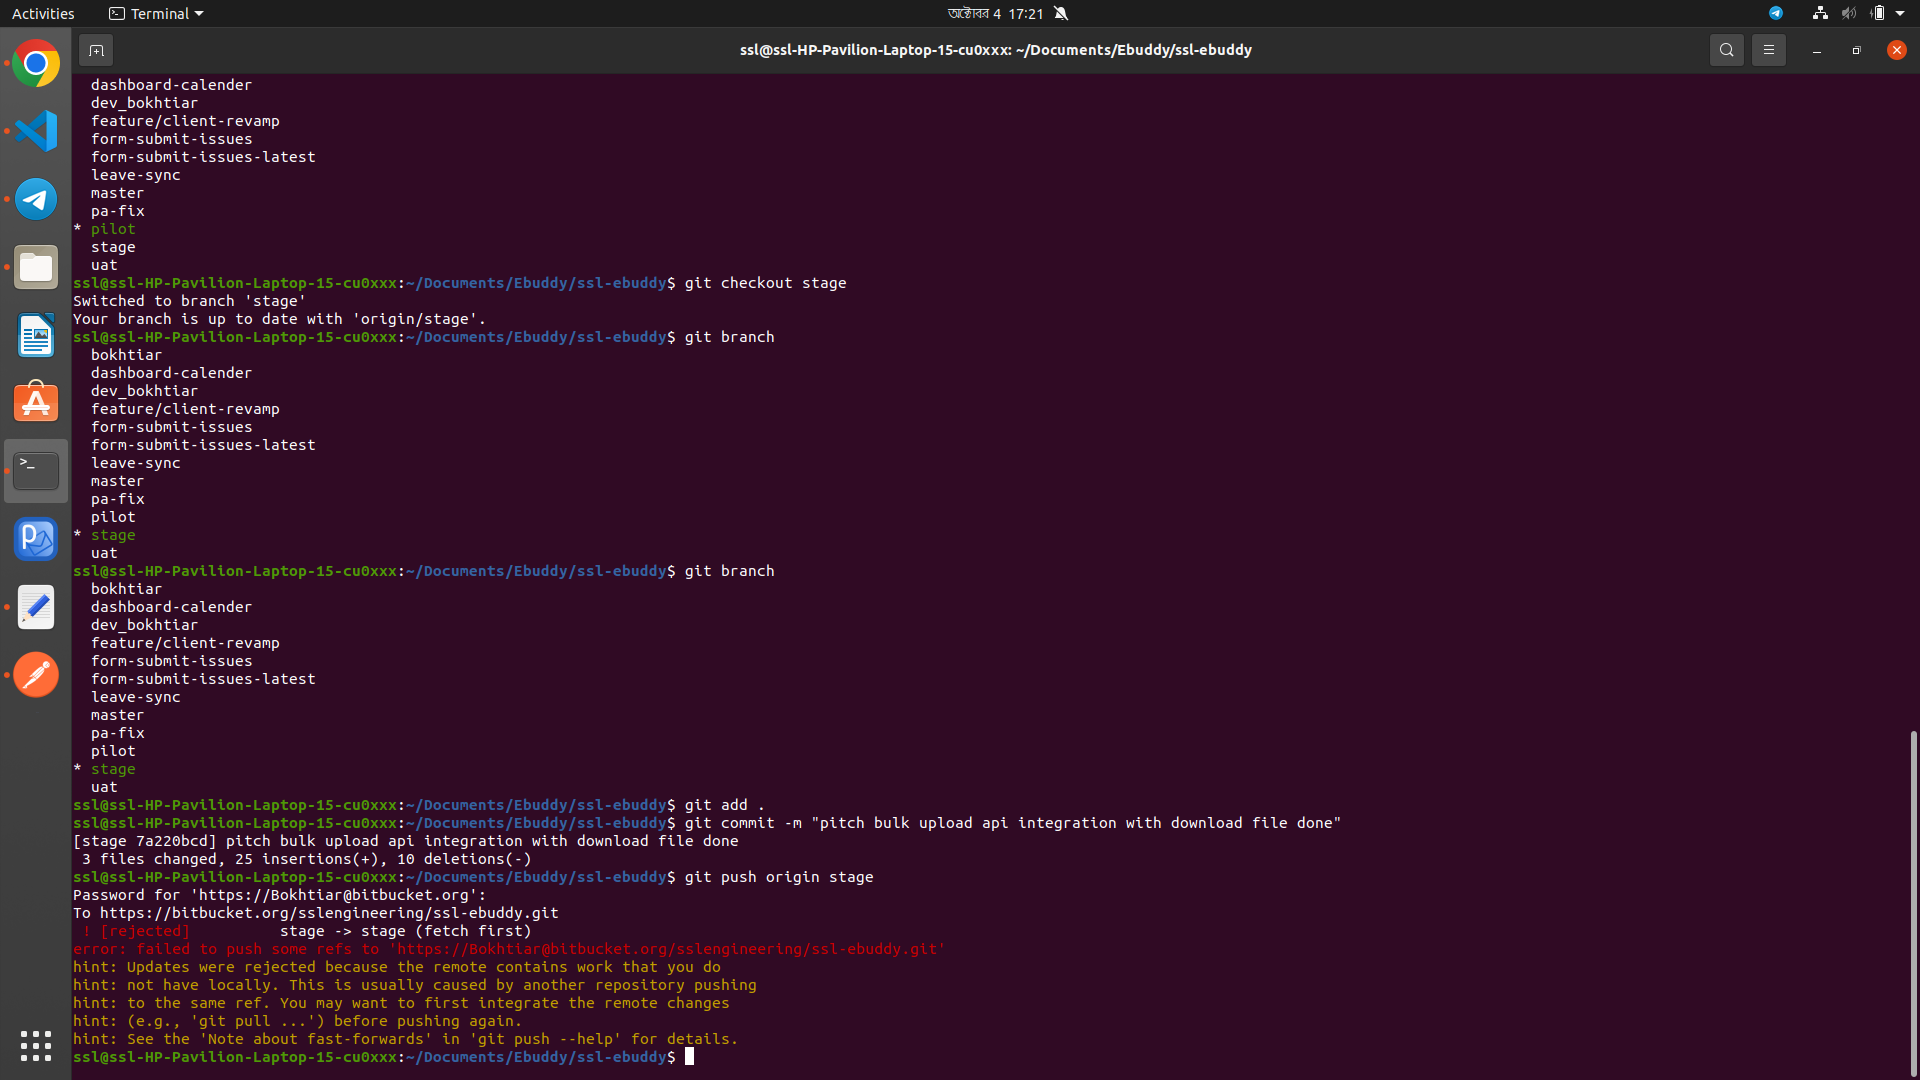 Activities
Terminal
অক্টোবর 4 17:21
ssl@ssl-HP-Pavilion-Laptop-15-cu0xxx: ~/Documents/Ebuddy/ssl-ebuddy
dashboard-calender
dev_bokhtiar
feature/client-revamp
form-submit-issues
form-submit-issues-latest
leave-sync
master
pa-fix
* pilot
stage
uat
ssl@ssl-HP-Pavilion-Laptop-15-cu0xxx:~/Documents/Ebuddy/ssl-ebuddy$ git checkout stage
Switched to branch 'stage'
Your branch is up to date with 'origin/stage'.
ssl@ssl-HP-Pavilion-Laptop-15-cu0xxx:~/Documents/Ebuddy/ssl-ebuddy$ git branch
bokhtiar
dashboard-calender
dev_bokhtiar
feature/client-revamp
form-submit-issues
form-submit-issues-latest
leave-sync
master
pa-fix
pilot
* stage
uat
ssl@ssl-HP-Pavilion-Laptop-15-cu0xxx:~/Documents/Ebuddy/ssl-ebuddy$ git branch
bokhtiar
dashboard-calender
dev_bokhtiar
feature/client-revamp
form-submit-issues
form-submit-issues-latest
leave-sync
master
pa-fix
pilot
* stage
uat
ssl@ssl-HP-Pavilion-Laptop-15-cu0xxx:~/Documents/Ebuddy/ssl-ebuddy$ git add .
ssl@ssl-HP-Pavilion-Laptop-15-cu0xxx:~/Documents/Ebuddy/ssl-ebuddy$ git commit -m "pitch bulk upload api integration with download file done"
[stage 7a220bcd] pitch bulk upload api integration with download file done
3 files changed, 25 insertions(+), 10 deletions(-)
ssl@ssl-HP-Pavilion-Laptop-15-cu0xxx:~/Documents/Ebuddy/ssl-ebuddy$ git push origin stage
Password for 'https://Bokhtiar@bitbucket.org':
To https://bitbucket.org/sslengineering/ssl-ebuddy.git
! [rejected] stage -> stage (fetch first)
error: failed to push some refs to 'https://Bokhtiar@bitbucket.org/sslengineering/ssl-ebuddy.git'
hint: Updates were rejected because the remote contains work that you do
hint: not have locally. This is usually caused by another repository pushing
hint: to the same ref. You may want to first integrate the remote changes
hint: (e.g., 'git pull ...') before pushing again.
hint: See the 'Note about fast-forwards' in 'git push --help' for details.
ssl@ssl-HP-Pavilion-Laptop-15-cu0xxx:~/Documents/Ebuddy/ssl-ebuddy$